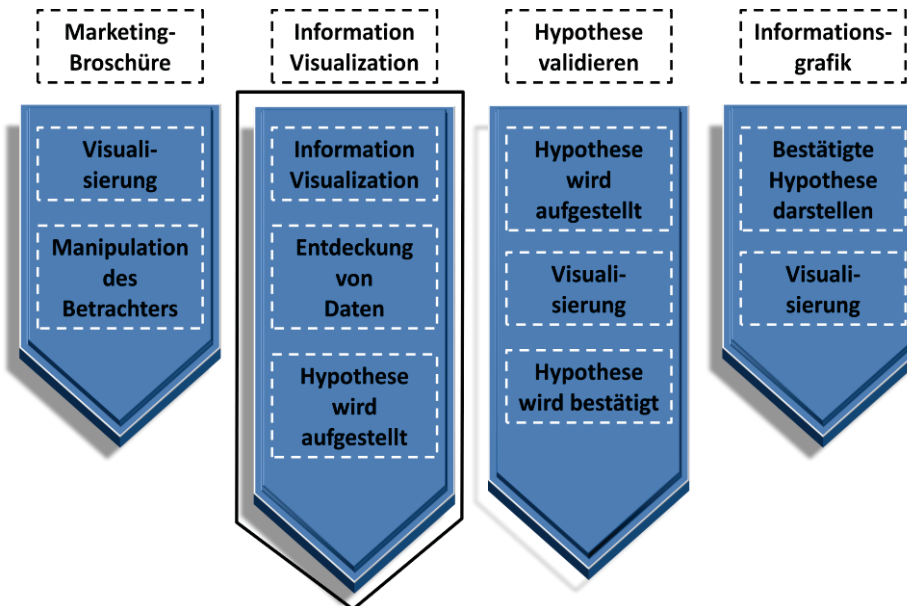 Marketing-
Broschüre
Information
Visualization
Hypothese
validieren
Informations-
grafik
Visuali-
sierung
Manipulation
des
Betrachters
Information
Visualization
Entdeckung
von
Daten
Hypothese
wird
aufgestellt
Hypothese
wird
aufgestellt
Visuali-
sierung
Hypothese
wird bestätigt
Bestätigte
Hypothese
darstellen
Visuali-
sierung